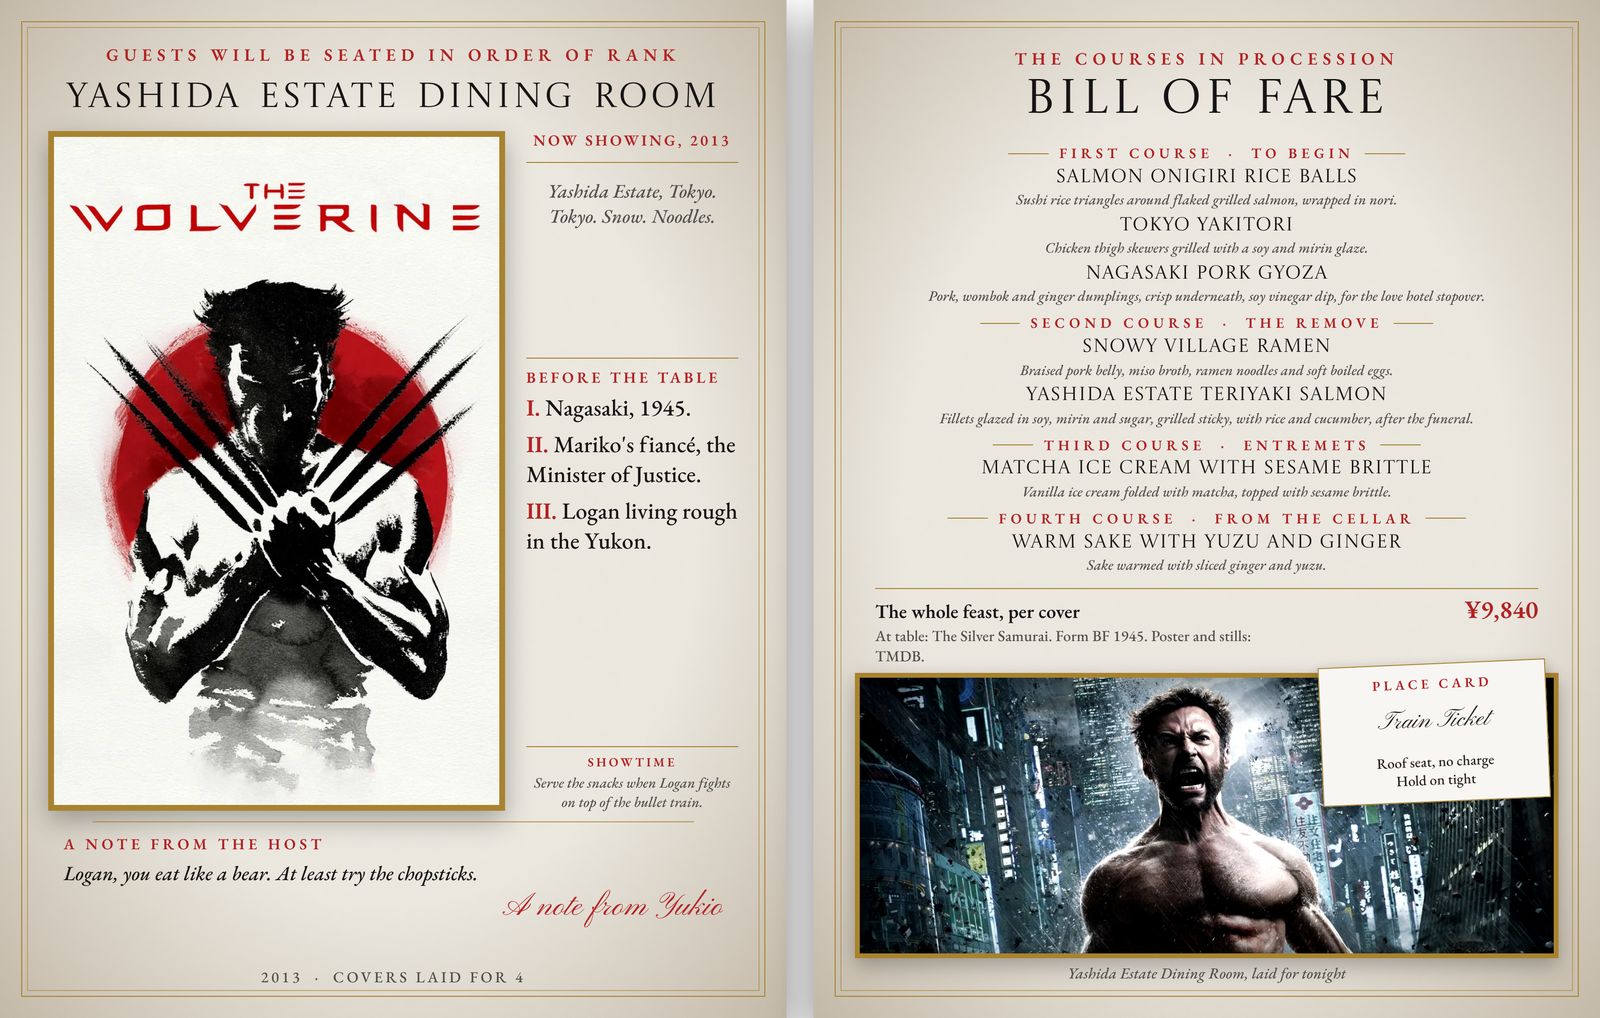 GUESTS WILL BE SEATED IN ORDER OF RANK
YASHIDA ESTATE DINING ROOM
THE
WOLVERINE
NOW SHOWING, 2013
Yashida Estate, Tokyo.
Tokyo. Snow. Noodles.
BEFORE THE TABLE
I. Nagasaki, 1945.
II. Mariko's fiancé, the
Minister of Justice.
III. Logan living rough
in the Yukon.
SHOWTIME
Serve the snacks when Logan fights
on top of the bullet train.
A NOTE FROM THE HOST
Logan, you eat like a bear. At least try the chopsticks.
A note from Yukio
2013 · COVERS LAID FOR 4
THE COURSES IN PROCESSION
BILL OF FARE
FIRST COURSE · TO BEGIN
SALMON ONIGIRI RICE BALLS
Sushi rice triangles around flaked grilled salmon, wrapped in nori.
TOKYO YAKITORI
Chicken thigh skewers grilled with a soy and mirin glaze.
NAGASAKI PORK GYOZA
Pork, wombok and ginger dumplings, crisp underneath, soy vinegar dip, for the love hotel stopover.
SECOND COURSE · THE REMOVE
SNOWY VILLAGE RAMEN
Braised pork belly, miso broth, ramen noodles and soft boiled eggs.
YASHIDA ESTATE TERIYAKI SALMON
Fillets glazed in soy, mirin and sugar, grilled sticky, with rice and cucumber, after the funeral.
THIRD COURSE · ENTREMETS
MATCHA ICE CREAM WITH SESAME BRITTLE
Vanilla ice cream folded with matcha, topped with sesame brittle.
FOURTH COURSE · FROM THE CELLAR
WARM SAKE WITH YUZU AND GINGER
Sake warmed with sliced ginger and yuzu.
The whole feast, per cover ¥9,840
At table: The Silver Samurai. Form BF 1945. Poster and stills:
TMDB.
PLACE CARD
Train Ticket
Roof seat, no charge
Hold on tight
Yashida Estate Dining Room, laid for tonight